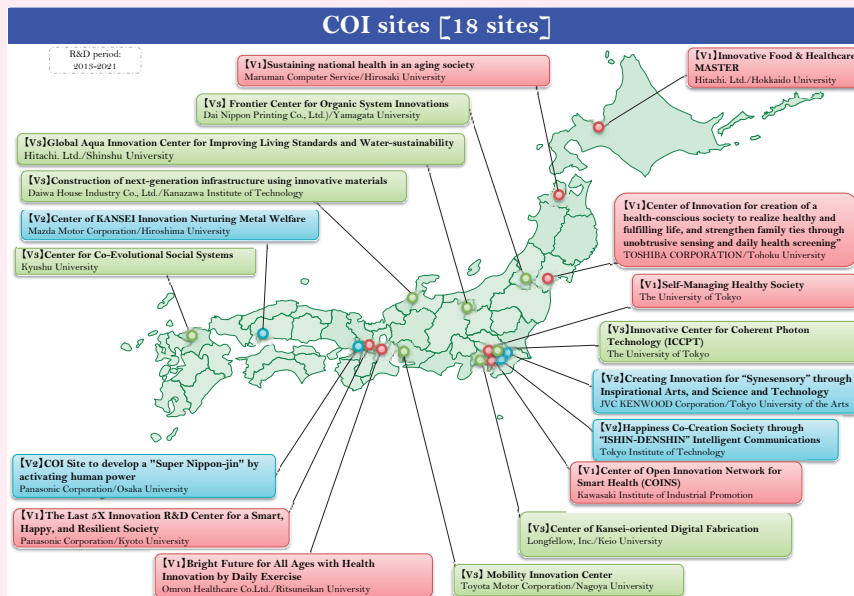 COI sites [18 sites]
R&D period:
2013-2021
【V1】Sustaining national health in an aging society
Maruman Computer Service/Hirosaki University
【V1】Innovative Food & Healthcare
MASTER
Hitachi. Ltd./Hokkaido University
【V3】 Frontier Center for Organic System Innovations
Dai Nippon Printing Co., Ltd.)/Yamagata University
【V3】Global Aqua Innovation Center for Improving Living Standards and Water-sustainability
Hitachi. Ltd./Shinshu University
【V3】Construction of next-generation infrastructure using innovative materials
Daiwa House Industry Co., Ltd./Kanazawa Institute of Technology
【V2】Center of KANSEI Innovation Nurturing Metal Welfare
Mazda Motor Corporation/Hiroshima University
【V3】Center for Co-Evolutional Social Systems
Kyushu University
【V1】Center of Innovation for creation of a
health-conscious society to realize healthy and
fulfilling life, and strengthen family ties through
unobtrusive sensing and daily health screening”
TOSHIBA CORPORATION/Tohoku University
【V1】Self-Managing Healthy Society
The University of Tokyo
【V3】Innovative Center for Coherent Photon
Technology (ICCPT)
The University of Tokyo
【V2】Creating Innovation for “Synesensory” through
Inspirational Arts, and Science and Technology
JVC KENWOOD Corporation/Tokyo University of the Arts
【V2】Happiness Co-Creation Society through
“ISHIN-DENSHIN” Intelligent Communications
Tokyo Institute of Technology
【V1】Center of Open Innovation Network for
Smart Health (COINS)
Kawasaki Institute of Industrial Promotion
【V2】COI Site to develop a "Super Nippon-jin" by
activating human power
Panasonic Corporation/Osaka University
【V1】The Last 5X Innovation R&D Center for a Smart,
Happy, and Resilient Society
Panasonic Corporation/Kyoto University
【V3】Center of Kansei-oriented Digital Fabrication
Longfellow, Inc./Keio University
【V1】Bright Future for All Ages with Health
Innovation by Daily Exercise
Omron Healthcare Co.Ltd./Ritsuneikan University
【V3】 Mobility Innovation Center
Toyota Motor Corporation/Nagoya University